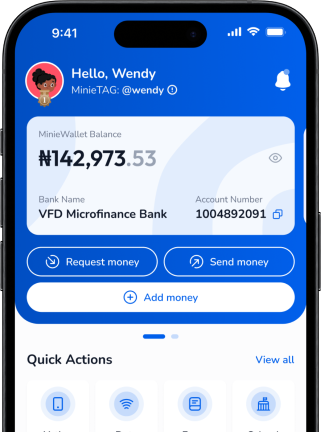 9:41
Hello, Wendy
MinieTAG: @wendy
MinieWallet Balance
₦142,973.53
Bank Name
VFD Microfinance Bank
Account Number
1004892091
Request money
Send money
Add money
Quick Actions
View all